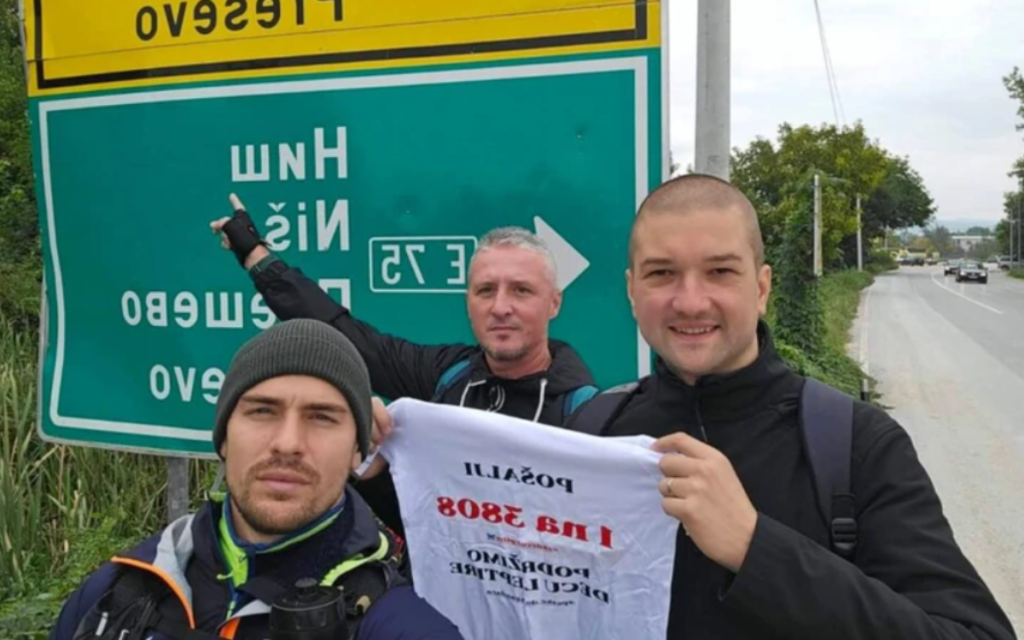 Preševo
Ниш
Niš
E 75
POŠALJI
1 na 3808
PODRŽIMO
DECU LEPTIRE